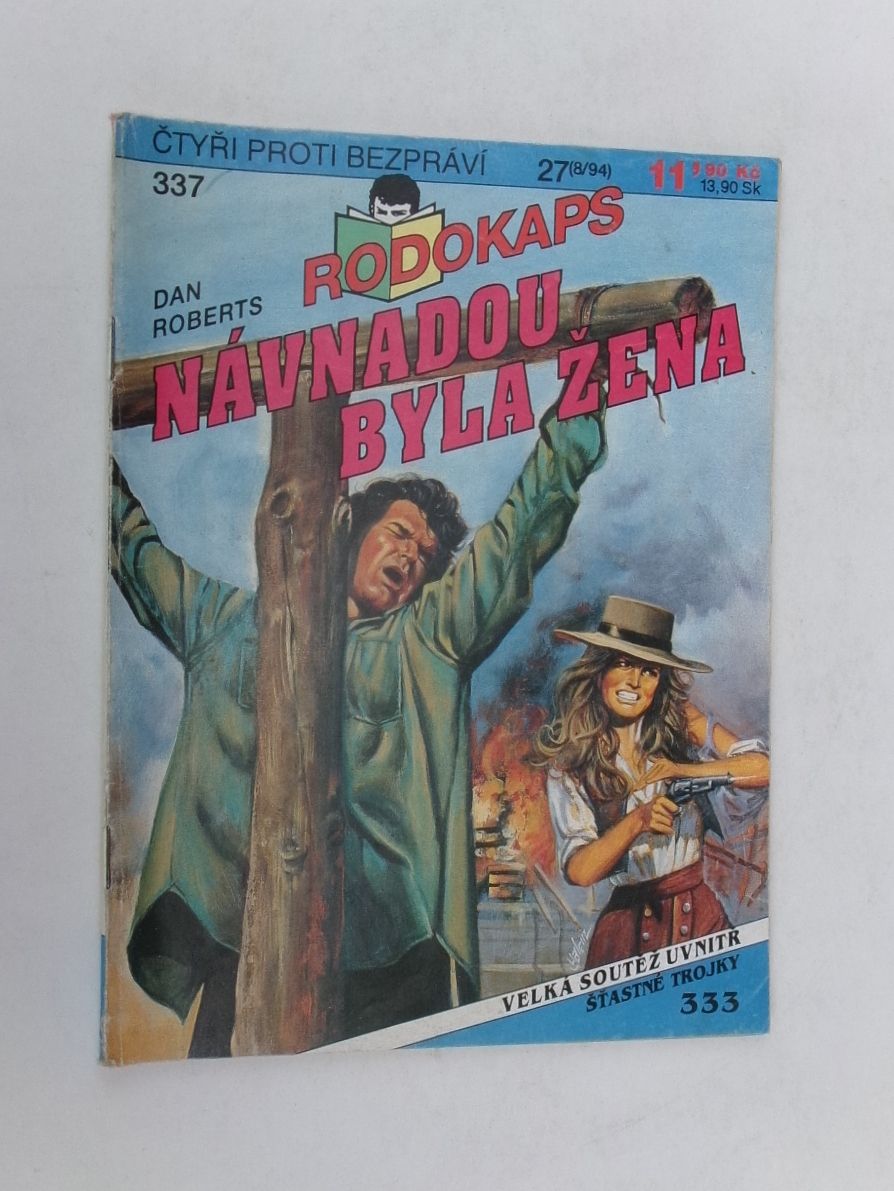 ČTYŘI PROTI BEZPRÁVÍ
27(8/94)
11,90 Kč
13,90 Sk
337
RODOKAPS
DAN
ROBERTS
NÁVNADOU
BYLA ŽENA
VELKÁ SOUTĚŽ UVNITŘ
ŠŤASTNÉ TROJKY
333